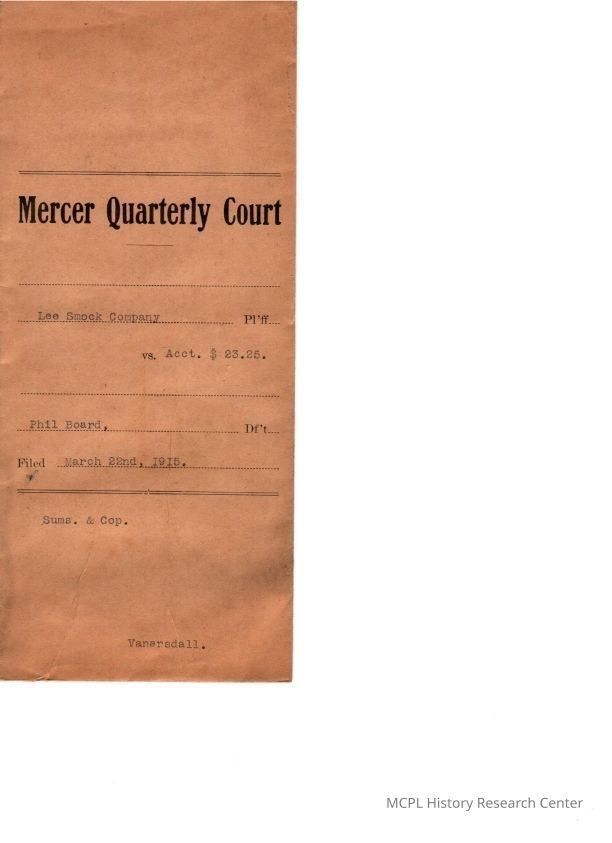 Mercer Quarterly Court
Lee Smock Company Pl'ff
vs. Acct. $ 23.25.
Phil Board, Df't
Filed March 22nd, 1915.
Sums. & Cop.
Vanarsdall.
MCPL History Research Center